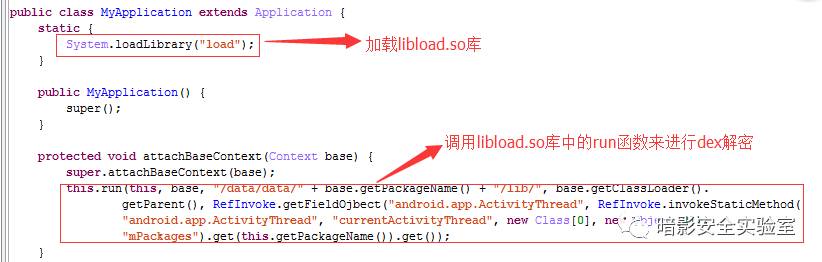 public class MyApplication extends Application {
static {
System.loadLibrary("load");
加载libload.so库
}
public MyApplication() {
super();
}
调用libload.so库中的run函数来进行dex解密
protected void attachBaseContext(Context base) {
super.attachBaseContext(base);
this.run(this, base, "/data/data/" + base.getPackageName() + "/lib/", base.getClassLoader().
getParent(), RefInvoke.getFieldOjbect("android.app.ActivityThread", RefInvoke.invokeStaticMethod(
"android.app.ActivityThread", "currentActivityThread", new Class[0],
"mPackages").get(this.getPackageName()).get());
暗影安全实验室
}